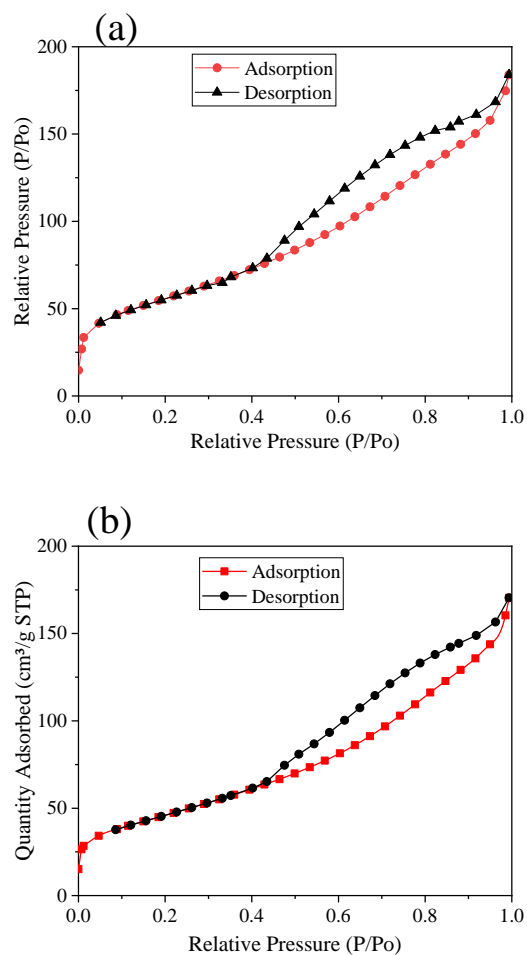 (a)
Adsorption
Desorption
Relative Pressure (P/Po)
200
150
100
50
0
0.0 0.2 0.4 0.6 0.8 1.0
Relative Pressure (P/Po)
(b)
Adsorption
Desorption
Quantity Adsorbed (cm³/g STP)
200
150
100
50
0
0.0 0.2 0.4 0.6 0.8 1.0
Relative Pressure (P/Po)